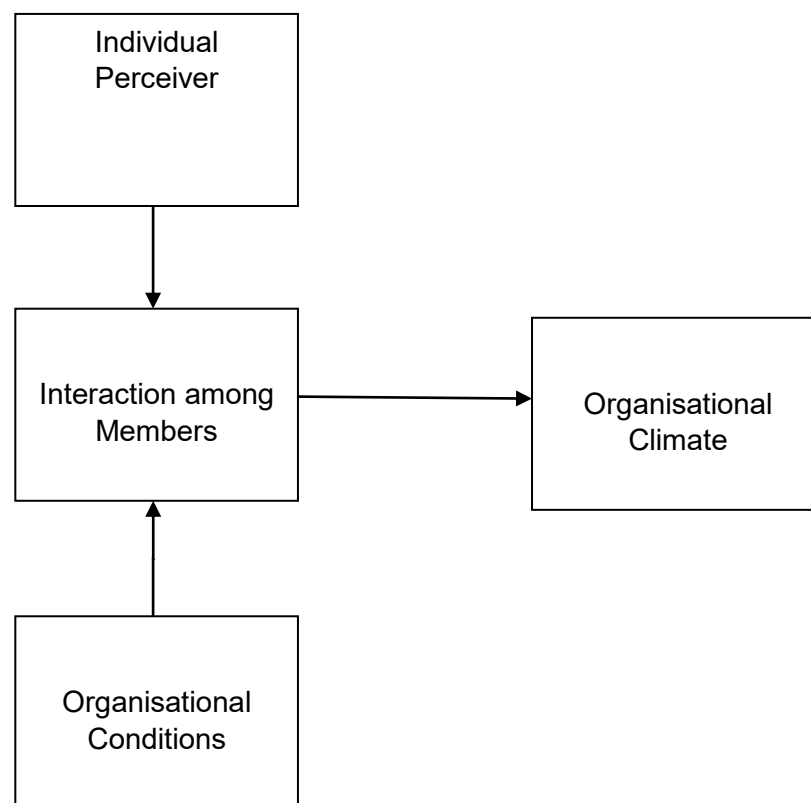 Individual
Perceiver
Interaction among
Members
Organisational
Climate
Organisational
Conditions